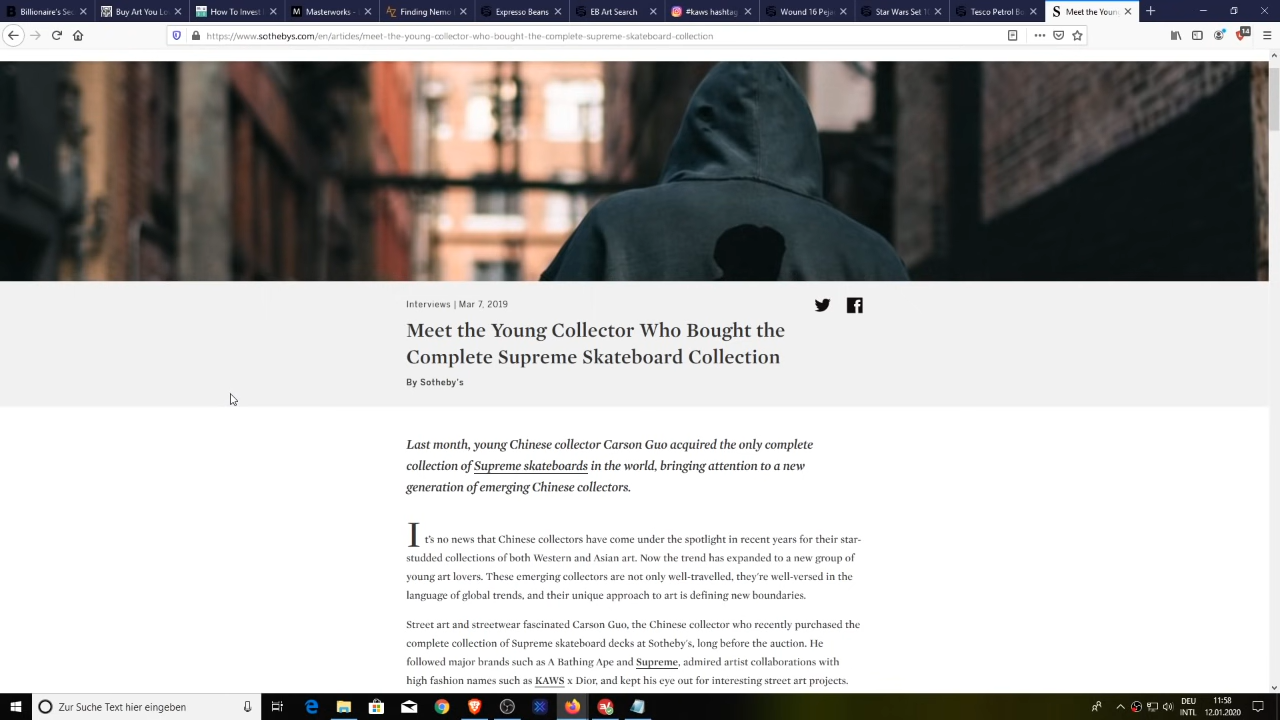 Billionaire's Sec
Buy Art You Lo
How To Invest
Masterworks -
Finding Nemo
Expresso Beans
EB Art Search
#kaws hashtag
Wound 16 Pejac
Star Wars Set 10
Tesco Petrol Bo
Meet the Young
https://www.sothebys.com/en/articles/meet-the-young-collector-who-bought-the-complete-supreme-skateboard-collection
14
Interviews | Mar 7, 2019
Meet the Young Collector Who Bought the
Complete Supreme Skateboard Collection
By Sotheby's
Last month, young Chinese collector Carson Guo acquired the only complete
collection of Supreme skateboards in the world, bringing attention to a new
generation of emerging Chinese collectors.
It's no news that Chinese collectors have come under the spotlight in recent years for their star-
studded collections of both Western and Asian art. Now the trend has expanded to a new group of
young art lovers. These emerging collectors are not only well-travelled, they're well-versed in the
language of global trends, and their unique approach to art is defining new boundaries.
Street art and streetwear fascinated Carson Guo, the Chinese collector who recently purchased the
complete collection of Supreme skateboard decks at Sotheby's, long before the auction. He
followed major brands such as A Bathing Ape and Supreme, admired artist collaborations with
high fashion names such as KAWS x Dior, and kept his eye out for interesting street art projects.
Zur Suche Text hier eingeben
DEU
INTL
11:58
12.01.2020